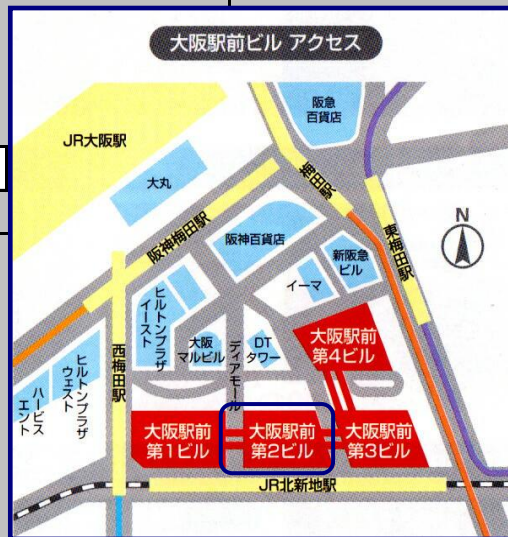 大阪駅前ビル アクセス
阪急
百貨店
JR大阪駅
大丸
梅田駅
阪神梅田駅
阪神百貨店
東梅田駅
N
新阪急
ビル
イーマ
ヒルトンプラザ
イースト
大阪
マルビル
ディアモール
DT
タワー
西梅田駅
ヒルトンプラザ
ウェスト
ハービス
エント
大阪駅前
第4ビル
大阪駅前
第1ビル
大阪駅前
第2ビル
大阪駅前
第3ビル
JR北新地駅